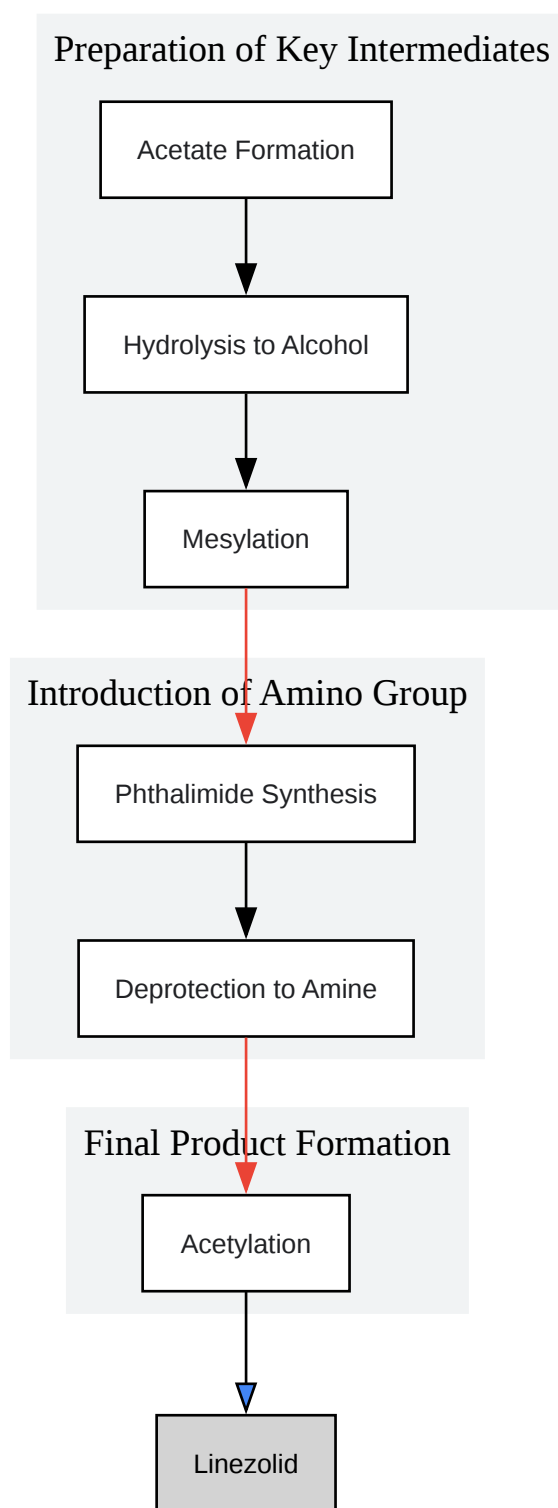 Preparation of Key Intermediates
Acetate Formation
Hydrolysis to Alcohol
Mesylation
Introduction of Amino Group
Phthalimide Synthesis
Deprotection to Amine
Final Product Formation
Acetylation
Linezolid